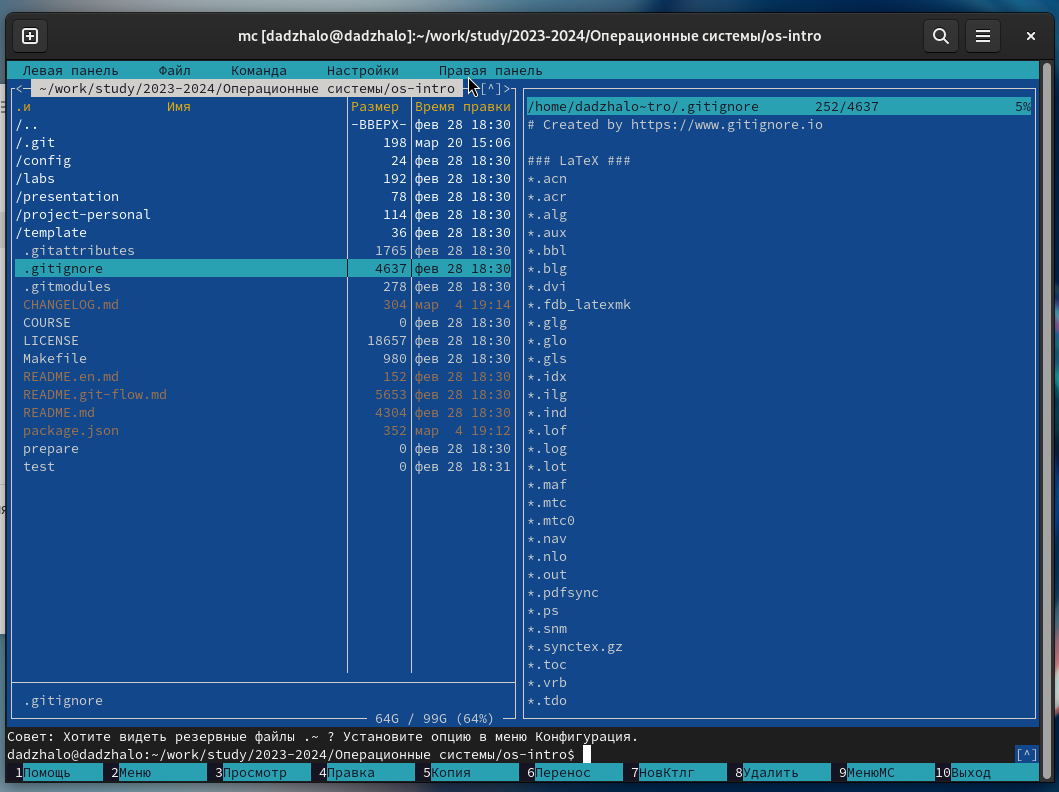 mc [dadzhalo@dadzhalo]:~/work/study/2023-2024/Операционные системы/os-intro
Левая панель Файл Команда Настройки Правая панель
<— ~/work/study/2023-2024/Операционные системы/os-intro [^]>
.и Имя Размер Время правки
/.. -ВВЕРХ- фев 28 18:30
/.git 198 мар 20 15:06
/config 24 фев 28 18:30
/labs 192 фев 28 18:30
/presentation 78 фев 28 18:30
/project-personal 114 фев 28 18:30
/template 36 фев 28 18:30
.gitattributes 1765 фев 28 18:30
.gitignore 4637 фев 28 18:30
.gitmodules 278 фев 28 18:30
CHANGELOG.md 304 мар 4 19:14
COURSE 0 фев 28 18:30
LICENSE 18657 фев 28 18:30
Makefile 980 фев 28 18:30
README.en.md 152 фев 28 18:30
README.git-flow.md 5653 фев 28 18:30
README.md 4304 фев 28 18:30
package.json 352 мар 4 19:12
prepare 0 фев 28 18:30
test 0 фев 28 18:31
.gitignore
64G / 99G (64%)
/home/dadzhalo~tro/.gitignore 252/4637 5%
# Created by https://www.gitignore.io
### LaTeX ###
*.acn
*.acr
*.alg
*.aux
*.bbl
*.blg
*.dvi
*.fdb_latexmk
*.glg
*.glo
*.gls
*.idx
*.ilg
*.ind
*.lof
*.log
*.lot
*.maf
*.mtc
*.mtc0
*.nav
*.nlo
*.out
*.pdfsync
*.ps
*.snm
*.synctex.gz
*.toc
*.vrb
*.tdo
Совет: Хотите видеть резервные файлы .~ ? Установите опцию в меню Конфигурация.
dadzhalo@dadzhalo:~/work/study/2023-2024/Операционные системы/os-intro$ [^]
1Помощь 2Меню 3Просмотр 4Правка 5Копия 6Перенос 7НовКтлг 8Удалить 9МенюMC 10Выход